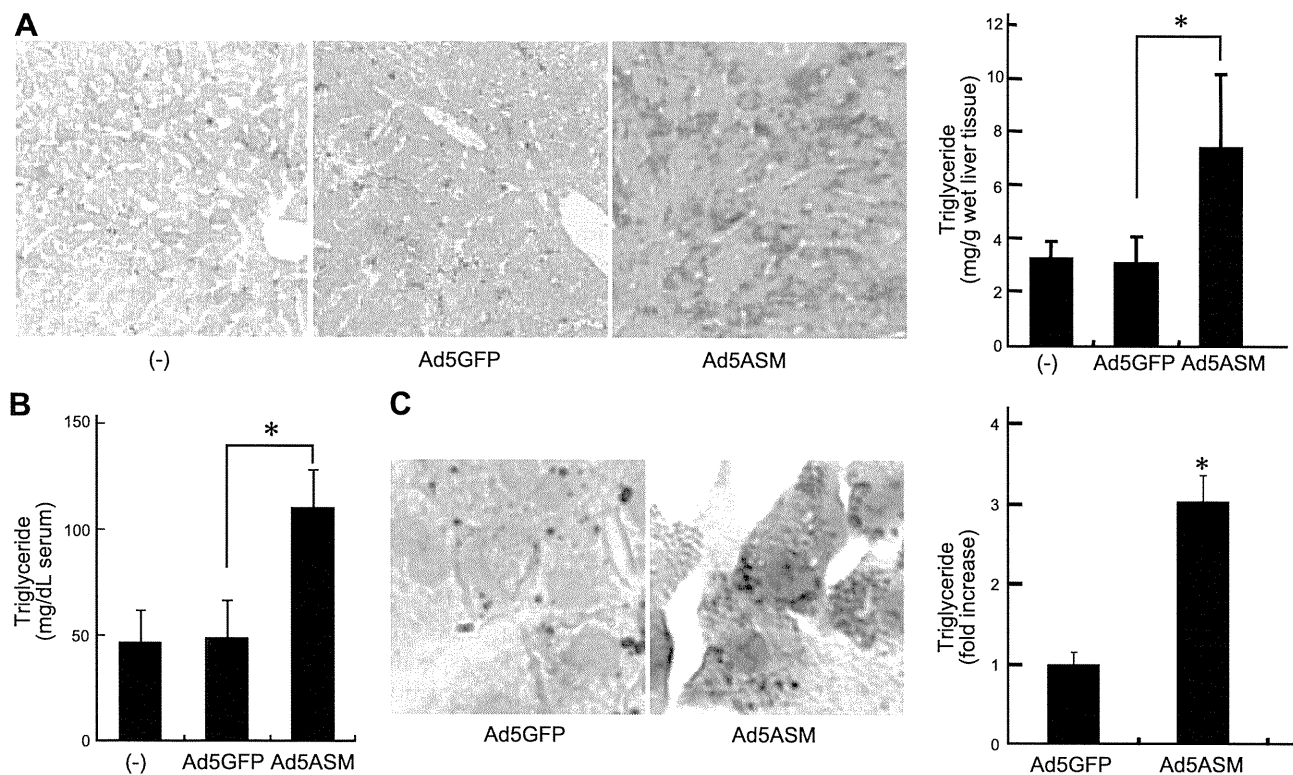 A
(-)
Ad5GFP
Ad5ASM
Triglyceride
(mg/g wet liver tissue)
12
10
8
6
4
2
0
*
(-)
Ad5GFP
Ad5ASM
B
Triglyceride
(mg/dL serum)
150
100
50
0
*
(-)
Ad5GFP
Ad5ASM
C
Ad5GFP
Ad5ASM
Triglyceride
(fold increase)
4
3
2
1
0
*
Ad5GFP
Ad5ASM